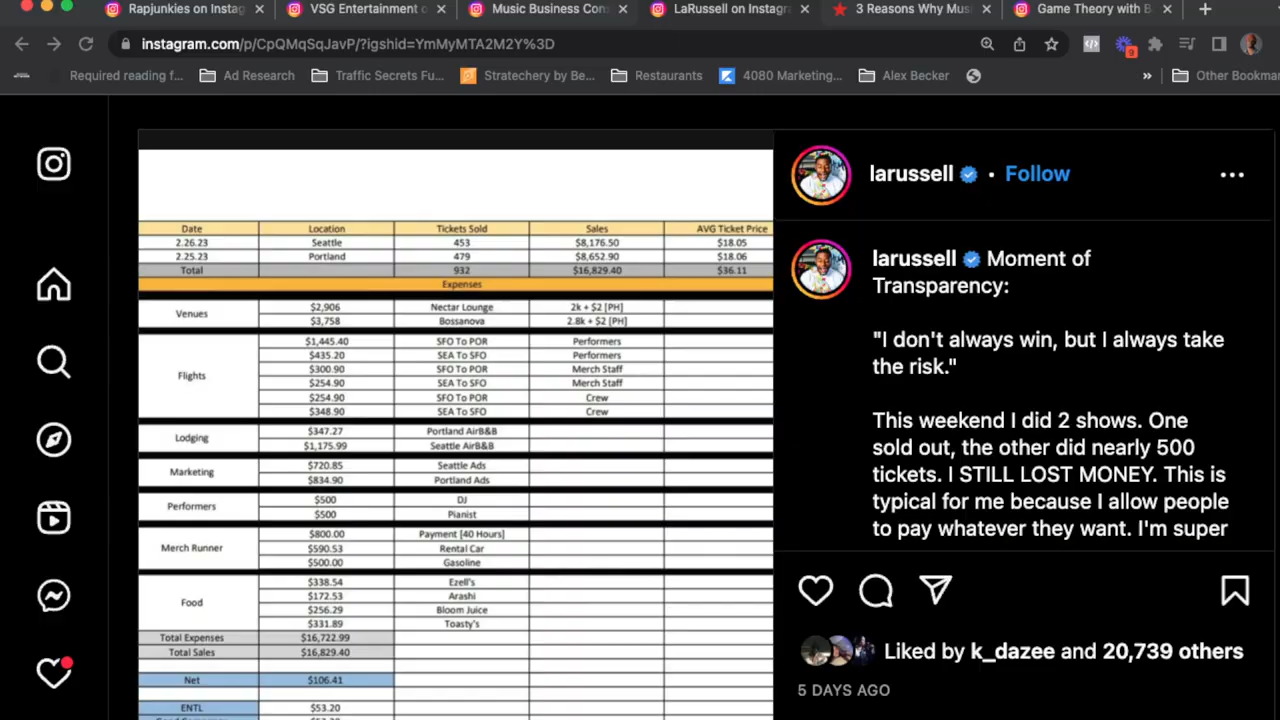 Rapjunkies on Instag
VSG Entertainment o
Music Business Con
LaRussell on Instagra
3 Reasons Why Mus
Game Theory with B
instagram.com/p/CpQMqSqJavP/?igshid=YmMyMTA2M2Y%3D
9
Required reading f...
Ad Research
Traffic Secrets Fu...
Stratechery by Be...
Restaurants
4080 Marketing...
Alex Becker
»
Other Bookmar
Date Location Tickets Sold Sales AVG Ticket Price
2.26.23 Seattle 453 $8,176.50 $18.05
2.25.23 Portland 479 $8,652.90 $18.06
Total 932 $16,829.40 $36.11
Expenses
Venues
$2,906 Nectar Lounge 2k + $2 [PH]
$3,758 Bossanova 2.8k + $2 [PH]
Flights
$1,445.40 SFO To POR Performers
$435.20 SEA To SFO Performers
$300.90 SFO To POR Merch Staff
$254.90 SEA To SFO Merch Staff
$254.90 SFO To POR Crew
$348.90 SEA To SFO Crew
Lodging
$347.27 Portland AirB&B
$1,175.99 Seattle AirB&B
Marketing
$720.85 Seattle Ads
$834.90 Portland Ads
Performers
$500 DJ
$500 Pianist
Merch Runner
$800.00 Payment [40 Hours]
$590.53 Rental Car
$500.00 Gasoline
Food
$338.54 Ezell's
$172.53 Arashi
$256.29 Bloom Juice
$331.89 Toasty's
Total Expenses $16,722.99
Total Sales $16,829.40
Net $106.41
ENTL $53.20
larussell • Follow
larussell Moment of
Transparency:
"I don't always win, but I always take
the risk."
This weekend I did 2 shows. One
sold out, the other did nearly 500
tickets. I STILL LOST MONEY. This is
typical for me because I allow people
to pay whatever they want. I'm super
Liked by k_dazee and 20,739 others
5 DAYS AGO